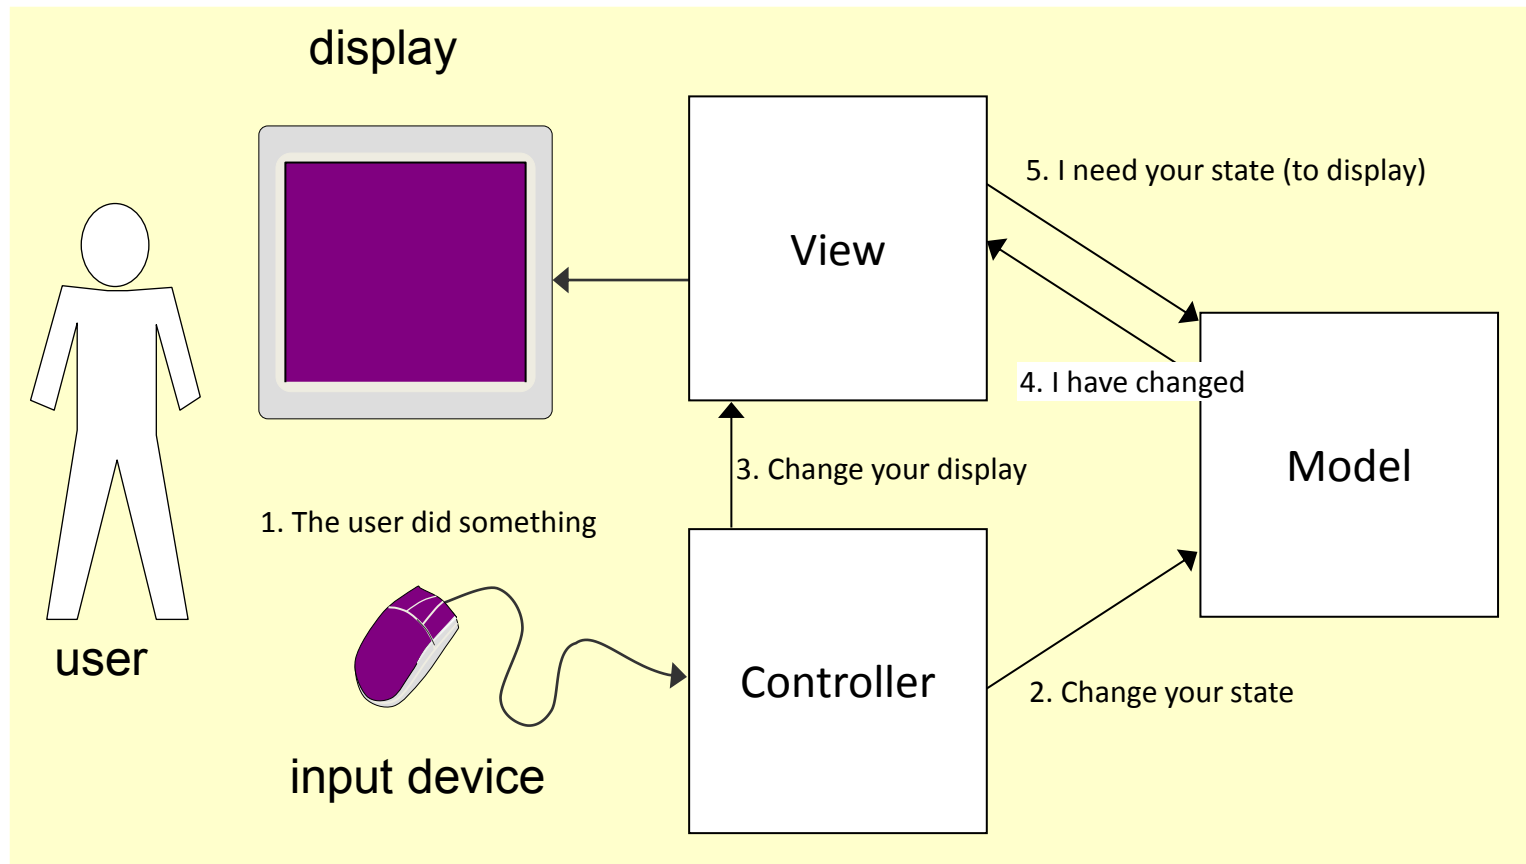 display
5. I need your state (to display)
View
4. I have changed
3. Change your display
Model
1. The user did something
user
Controller
2. Change your state
input device